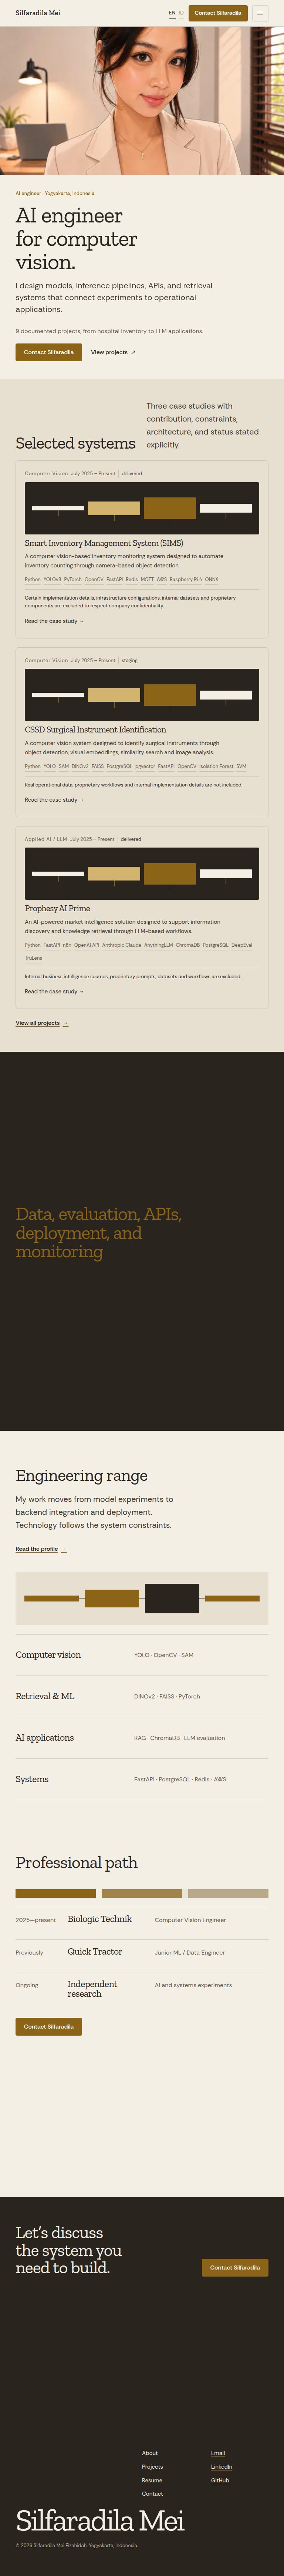 Silfaradila Mei
EN ID
Contact Silfaradila
AI engineer · Yogyakarta, Indonesia
AI engineer
for computer
vision.
I design models, inference pipelines, APIs, and retrieval
systems that connect experiments to operational
applications.
9 documented projects, from hospital inventory to LLM applications.
Contact Silfaradila
View projects ↗
Selected systems
Three case studies with
contribution, constraints,
architecture, and status stated
explicitly.
Computer Vision July 2025 – Present delivered
Smart Inventory Management System (SIMS)
A computer vision-based inventory monitoring system designed to automate
inventory counting through camera-based object detection.
Python YOLOv8 PyTorch OpenCV FastAPI Redis MQTT AWS Raspberry Pi 4 ONNX
Certain implementation details, infrastructure configurations, internal datasets and proprietary
components are excluded to respect company confidentiality.
Read the case study →
Computer Vision July 2025 – Present staging
CSSD Surgical Instrument Identification
A computer vision system designed to identify surgical instruments through
object detection, visual embeddings, similarity search and image analysis.
Python YOLO SAM DINOv2 FAISS PostgreSQL pgvector FastAPI OpenCV Isolation Forest SVM
Real operational data, proprietary workflows and internal implementation details are not included.
Read the case study →
Applied AI / LLM July 2025 – Present delivered
Prophesy AI Prime
An AI-powered market intelligence solution designed to support information
discovery and knowledge retrieval through LLM-based workflows.
Python FastAPI n8n OpenAI API Anthropic Claude AnythingLLM ChromaDB PostgreSQL DeepEval
TruLens
Internal business intelligence sources, proprietary prompts, datasets and workflows are excluded.
Read the case study →
View all projects →
Data, evaluation, APIs,
deployment, and
monitoring
Engineering range
My work moves from model experiments to
backend integration and deployment.
Technology follows the system constraints.
Read the profile →
Computer vision
YOLO · OpenCV · SAM
Retrieval & ML
DINOv2 · FAISS · PyTorch
AI applications
RAG · ChromaDB · LLM evaluation
Systems
FastAPI · PostgreSQL · Redis · AWS
Professional path
2025—present
Biologic Technik
Computer Vision Engineer
Previously
Quick Tractor
Junior ML / Data Engineer
Ongoing
Independent
research
AI and systems experiments
Contact Silfaradila
Let's discuss
the system you
need to build.
Contact Silfaradila
About
Projects
Resume
Contact
Email
LinkedIn
GitHub
Silfaradila Mei
© 2026 Silfaradila Mei Fizahidah. Yogyakarta, Indonesia.